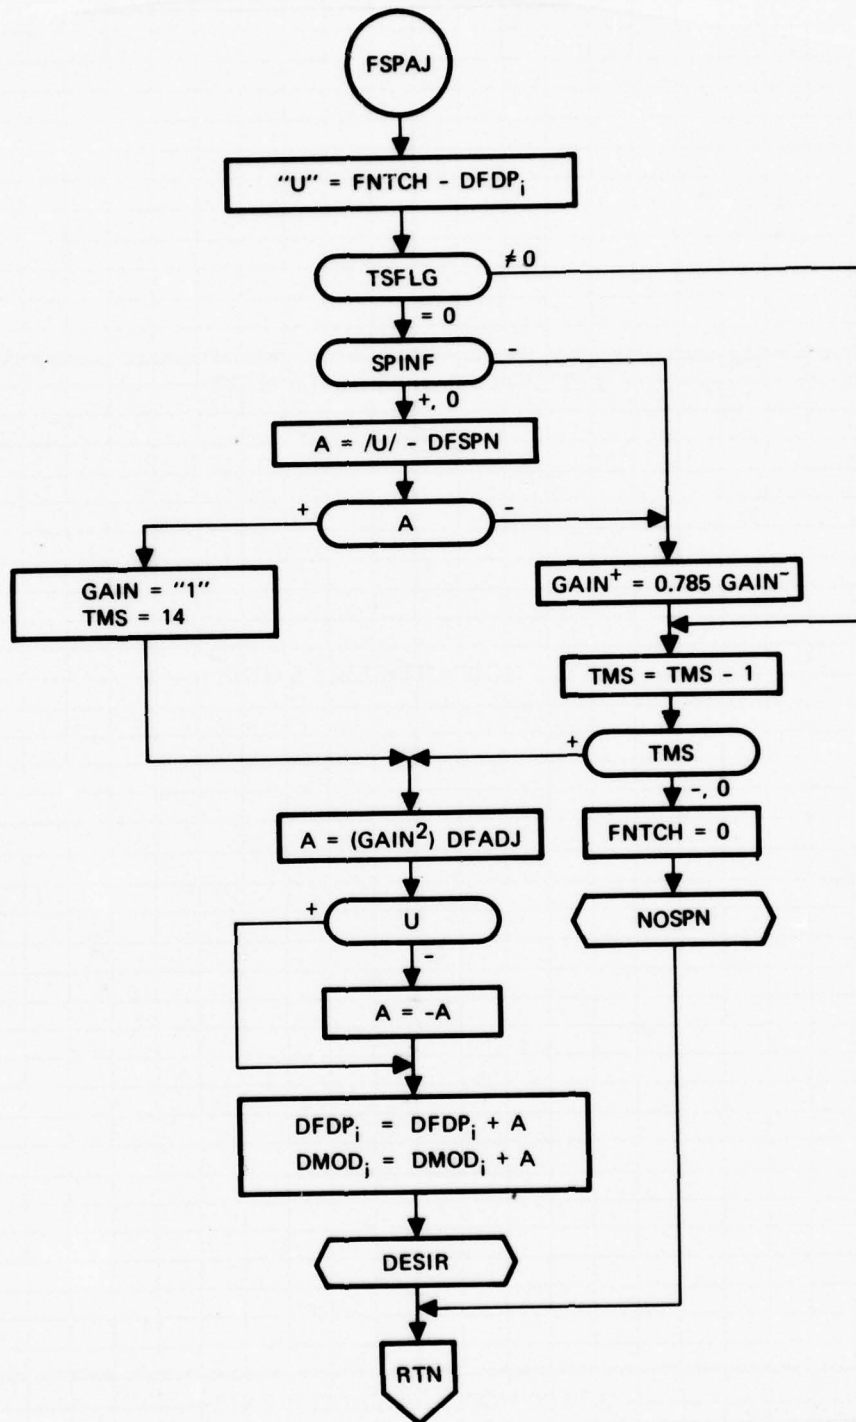 FSPAJ
"U" = FNTCH - DFDPi
TSFLG
≠ 0
= 0
SPINF
-
+, 0
A = /U/ - DFSPN
+
A
-
GAIN = "1"
TMS = 14
GAIN⁺ = 0.785 GAIN⁻
TMS = TMS - 1
+
TMS
-, 0
A = (GAIN²) DFADJ
FNTCH = 0
+
U
NOSPN
-
A = -A
DFDPi = DFDPi + A
DMODi = DMODi + A
DESIR
RTN